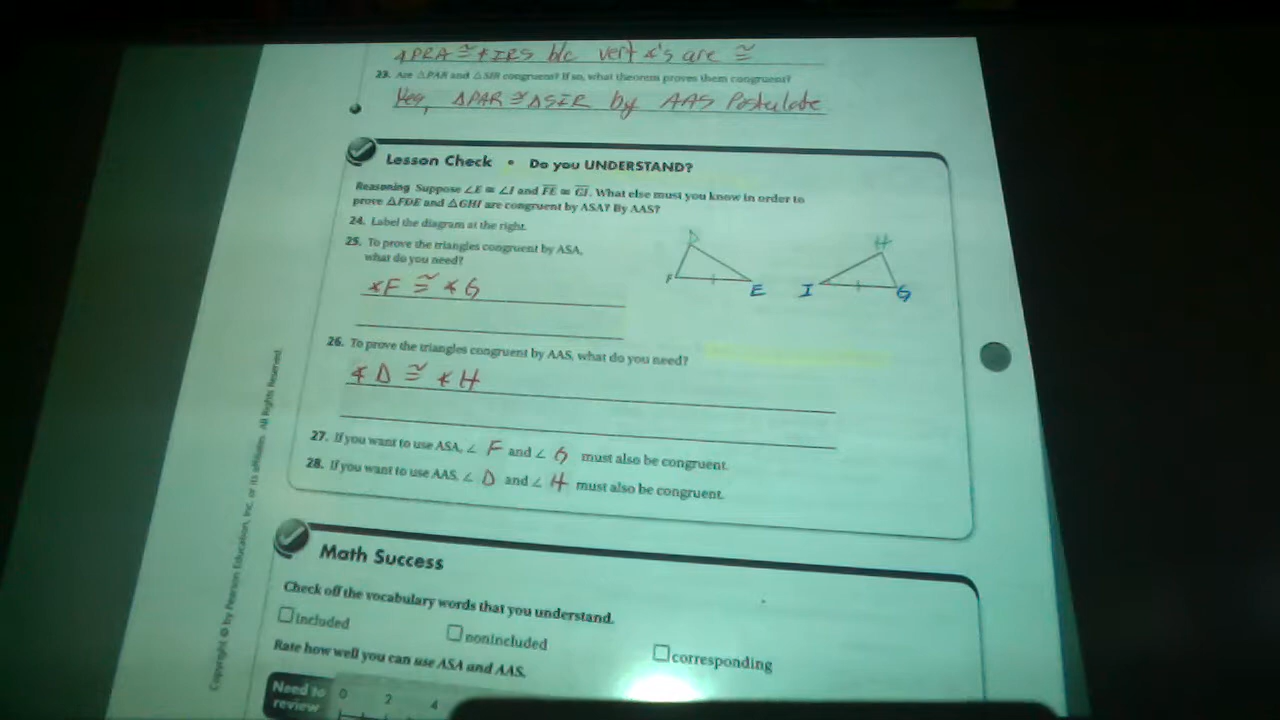 ∡PRA ≅ ∡IRS b/c vert ∡'s are ≅
23. Are △PAR and △SIR congruent? If so, what theorem proves them congruent?
Yes, △PAR ≅ △SIR by AAS Postulate
Lesson Check • Do you UNDERSTAND?
Reasoning Suppose ∠E ≅ ∠I and FE ≅ GI. What else must you know in order to
prove △FDE and △GHI are congruent by ASA? By AAS?
24. Label the diagram at the right.
25. To prove the triangles congruent by ASA,
what do you need?
∡F ≅ ∡G
D
F
E
H
I
G
26. To prove the triangles congruent by AAS, what do you need?
∡D ≅ ∡H
27. If you want to use ASA, ∠ F and ∠ G must also be congruent.
28. If you want to use AAS, ∠ D and ∠ H must also be congruent.
Math Success
Check off the vocabulary words that you understand.
included
nonincluded
corresponding
Rate how well you can use ASA and AAS.
Need to
review
0 2 4
Copyright © by Pearson Education, Inc. or its affiliates. All Rights Reserved.